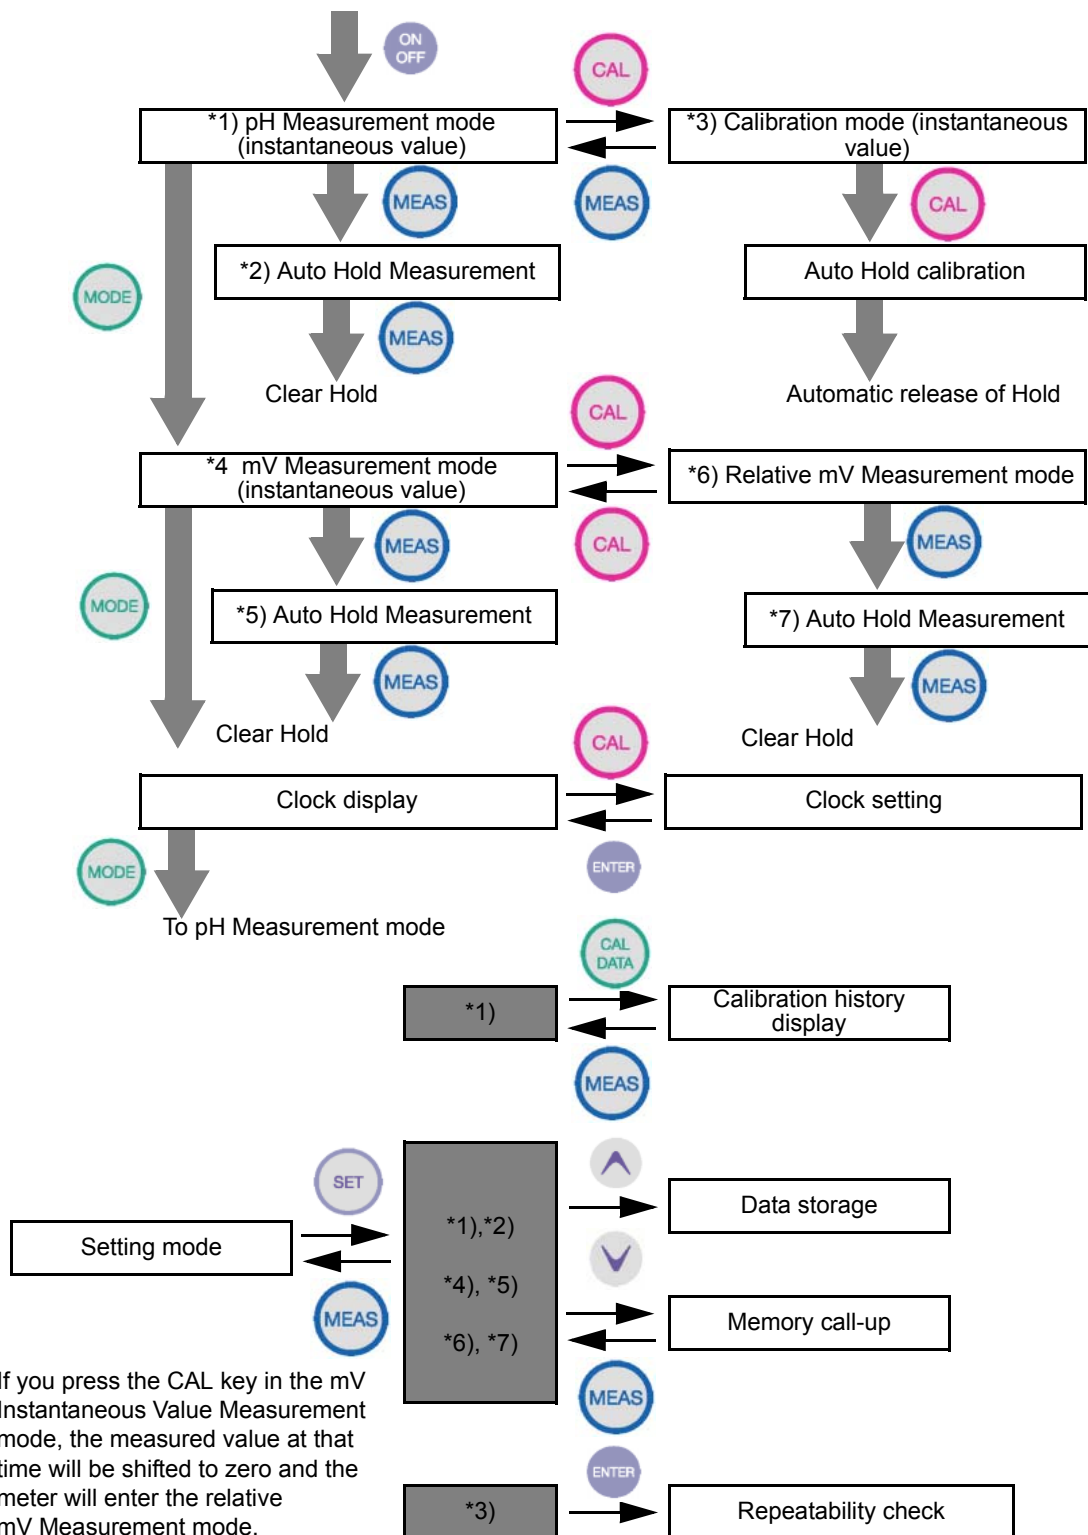 ON
OFF
CAL
*1) pH Measurement mode
(instantaneous value)
*3) Calibration mode (instantaneous
value)
MEAS
MEAS
CAL
*2) Auto Hold Measurement
Auto Hold calibration
MODE
MEAS
Clear Hold
Automatic release of Hold
CAL
*4 mV Measurement mode
(instantaneous value)
*6) Relative mV Measurement mode
MEAS
CAL
MEAS
MODE
*5) Auto Hold Measurement
*7) Auto Hold Measurement
MEAS
MEAS
Clear Hold
CAL
Clear Hold
Clock display
Clock setting
MODE
ENTER
To pH Measurement mode
CAL
DATA
*1)
Calibration history
display
MEAS
SET
*1),*2)
Data storage
Setting mode
*4), *5)
MEAS
*6), *7)
Memory call-up
MEAS
If you press the CAL key in the mV
Instantaneous Value Measurement
mode, the measured value at that
time will be shifted to zero and the
meter will enter the relative
mV Measurement mode.
ENTER
*3)
Repeatability check